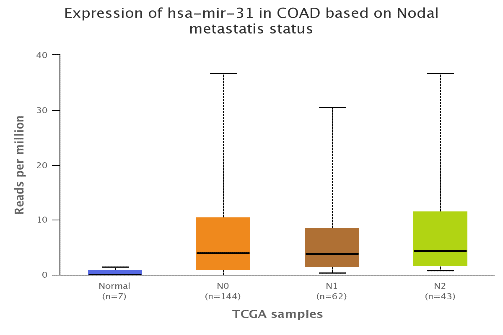 Expression of hsa-mir-31 in COAD based on Nodal
metastatis status
Reads per million
40
30
20
10
0
Normal
(n=7)
N0
(n=144)
N1
(n=62)
N2
(n=43)
TCGA samples